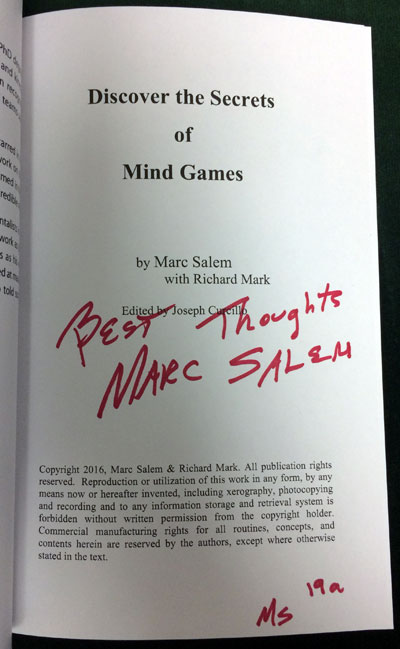 Discover the Secrets
of
Mind Games
by Marc Salem
with Richard Mark
Edited by Joseph Curcillo
BEST Thoughts
MARC SALEM
Copyright 2016, Marc Salem & Richard Mark. All publication rights
reserved. Reproduction or utilization of this work in any form, by any
means now or hereafter invented, including xerography, photocopying
and recording and to any information storage and retrieval system is
forbidden without written permission from the copyright holder.
Commercial manufacturing rights for all routines, concepts, and
contents herein are reserved by the authors, except where otherwise
stated in the text.
Ms 19a